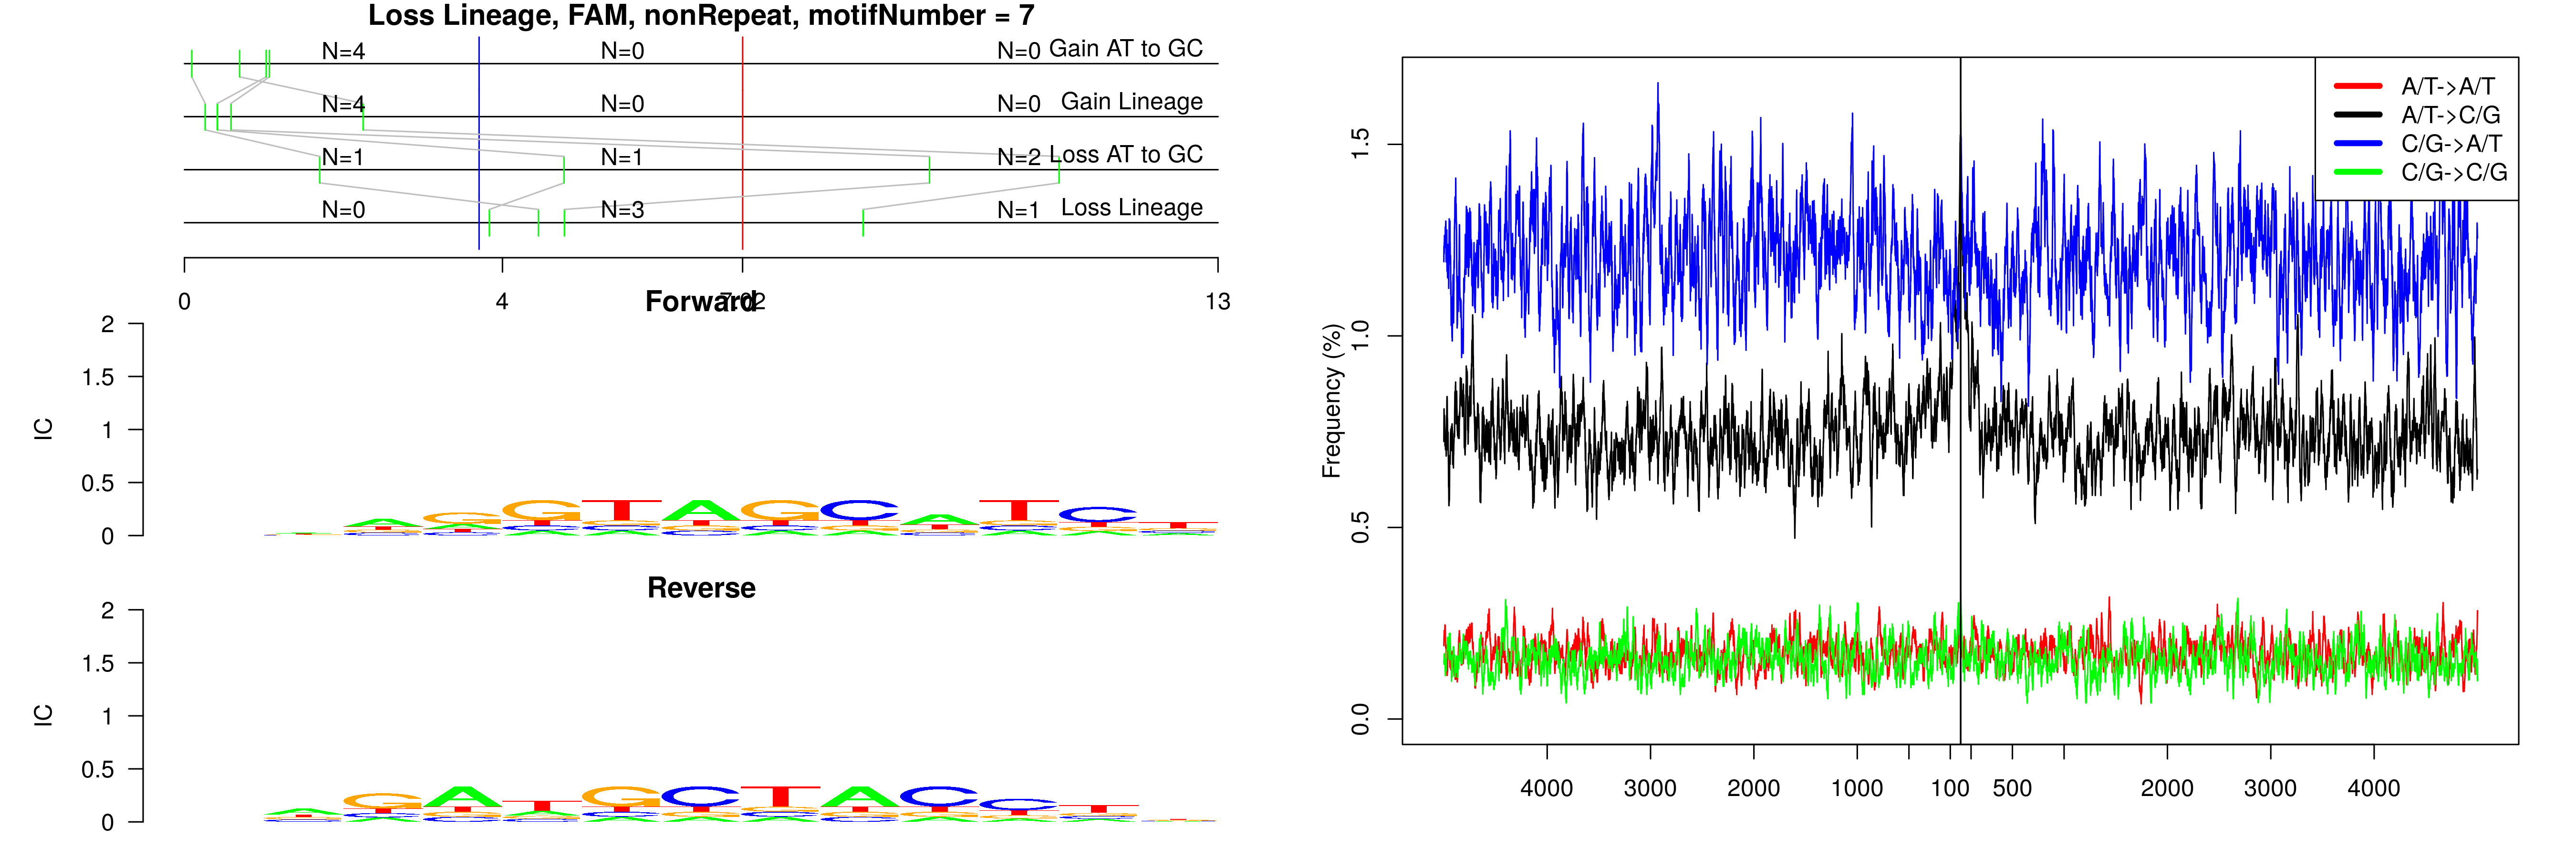 Loss Lineage, FAM, nonRepeat, motifNumber = 7
N=4 N=0 N=0 Gain AT to GC
N=4 N=0 N=0 Gain Lineage
N=1 N=1 N=2 Loss AT to GC
N=0 N=3 N=1 Loss Lineage
0 4 7.02 13
Forward
2
1.5
1
0.5
0
IC
GTAGC
A T C
Reverse
2
1.5
1
0.5
0
IC
A G A T G C T A C C T
A/T->A/T
A/T->C/G
C/G->A/T
C/G->C/G
Frequency (%)
1.5
1.0
0.5
0.0
4000 3000 2000 1000 100 500 2000 3000 4000